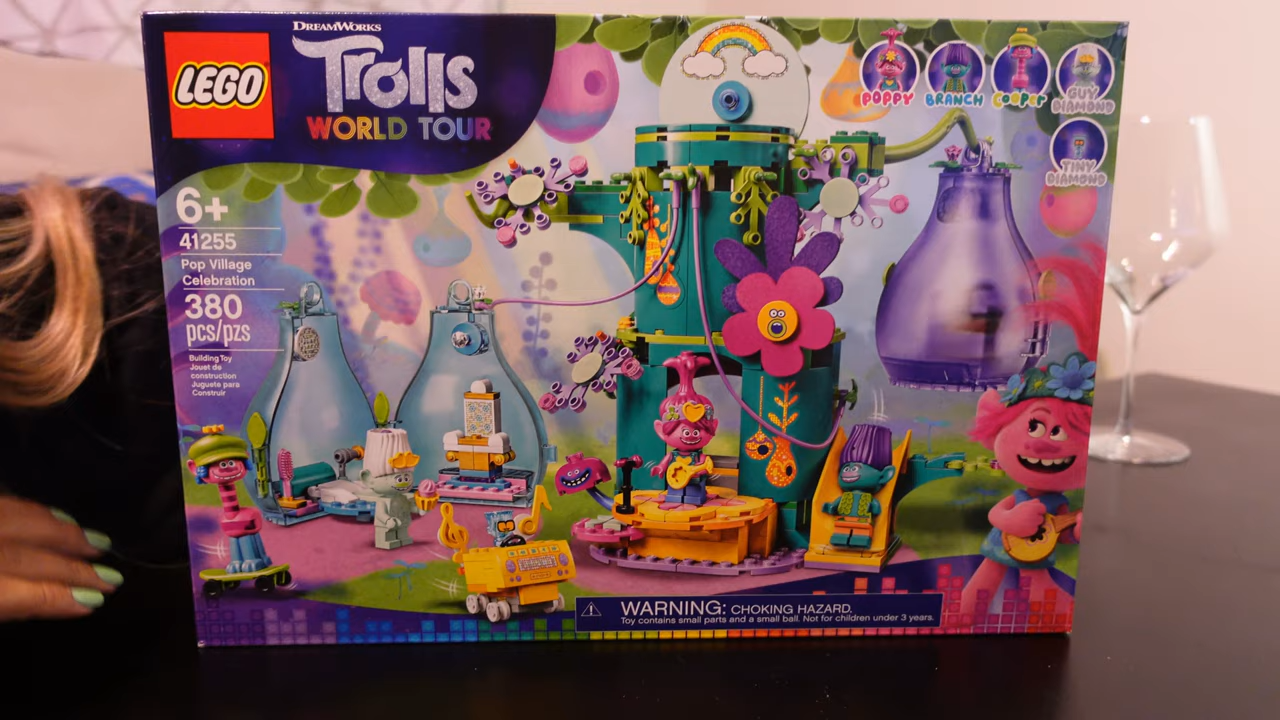 LEGO
DREAMWORKS
Trolls
WORLD TOUR
6+
41255
Pop Village
Celebration
380
pcs/pzs
Building Toy
Jouet de
construction
Juguete para
Construir
POPPY
BRANCH
Cooper
GUY
DIAMOND
TINY
DIAMOND
WARNING: CHOKING HAZARD.
Toy contains small parts and a small ball. Not for children under 3 years.